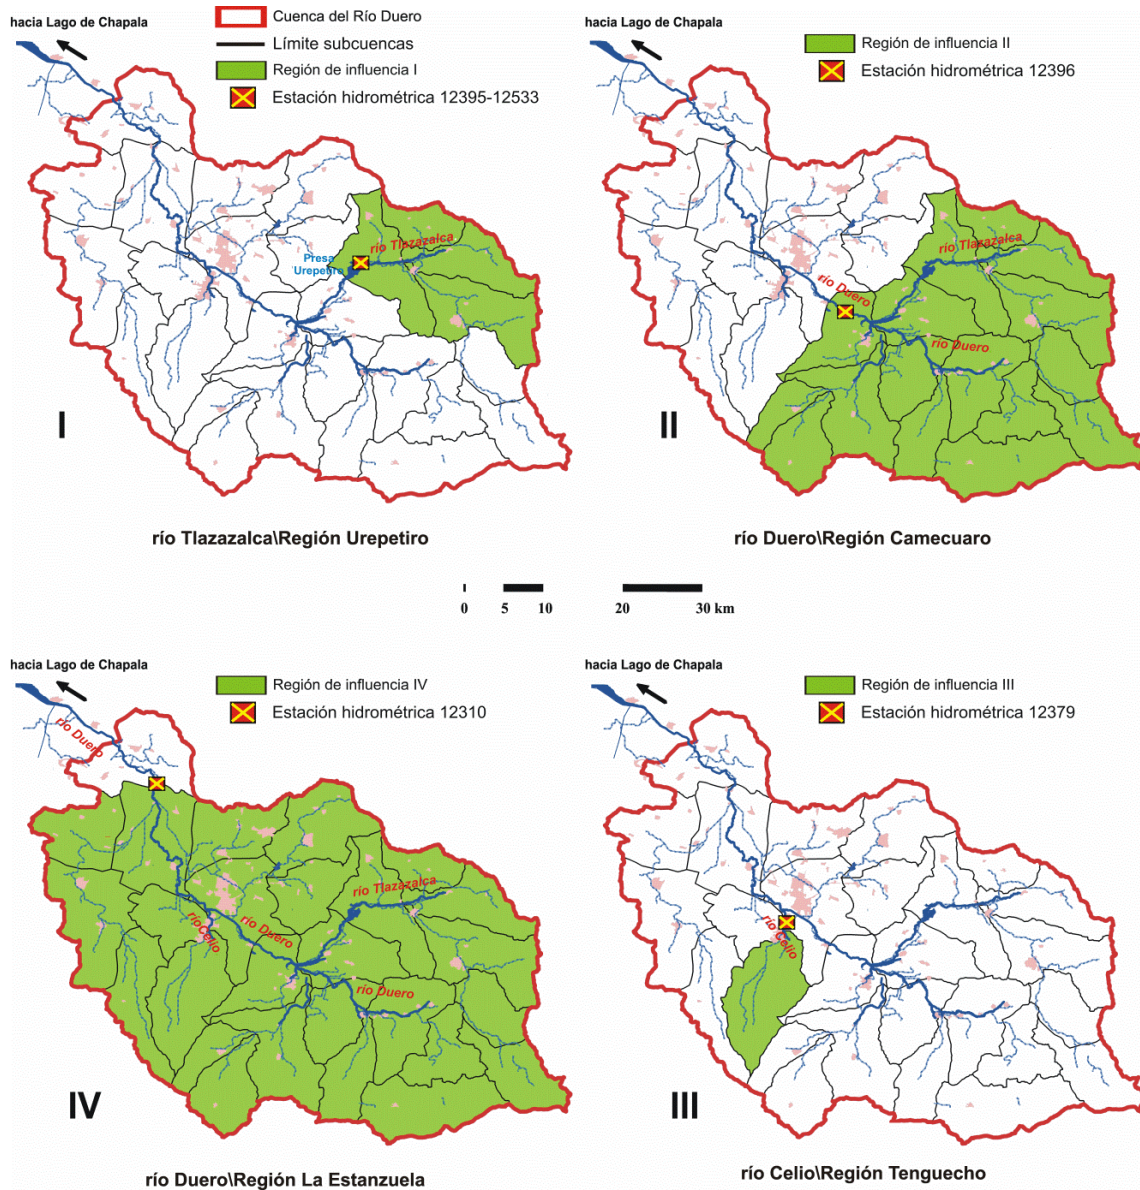 hacia Lago de Chapala
Cuenca del Río Duero
Límite subcuencas
Región de influencia I
Estación hidrométrica 12395-12533
río Tlazazalca
Presa
Urepetiro
I
río Tlazazalca\Región Urepetiro
hacia Lago de Chapala
Región de influencia II
Estación hidrométrica 12396
río Tlazazalca
río Duero
río Duero
II
río Duero\Región Camecuaro
0 5 10 20 30 km
hacia Lago de Chapala
Región de influencia IV
Estación hidrométrica 12310
río Duero
río Tlazazalca
ríoCelio
río Duero
río Duero
IV
río Duero\Región La Estanzuela
hacia Lago de Chapala
Región de influencia III
Estación hidrométrica 12379
río Celio
III
río Celio\Región Tenguecho